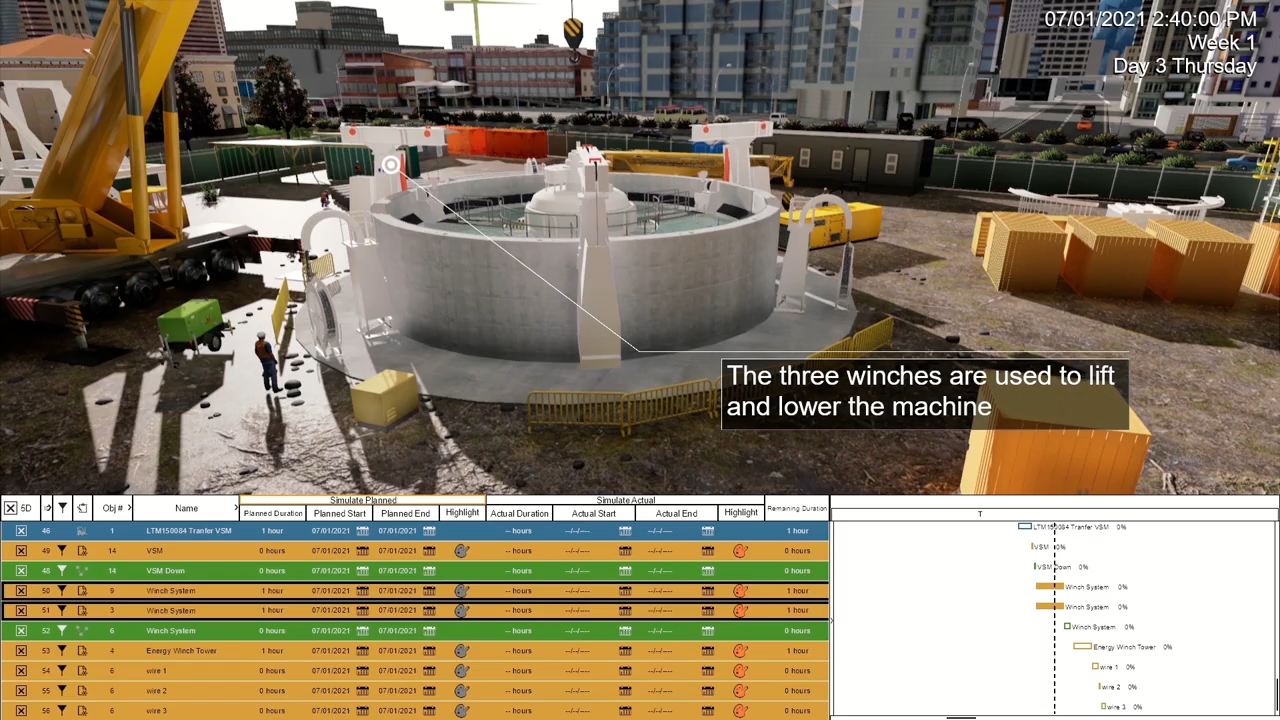 07/01/2021 2:40:00 PM
Week 1
Day 3 Thursday
The three winches are used to lift
and lower the machine
Simulate Planned Simulate Actual
5D Obj # Name Planned Duration Planned Start Planned End Highlight Actual Duration Actual Start Actual End Highlight Remaining Duration T
46 1 LTM150084 Tranfer VSM 1 hour 07/01/2021 07/01/2021 -- hours --/--/---- --/--/---- 1 hour LTM150084 Tranfer VSM 0%
49 14 VSM 0 hours 07/01/2021 07/01/2021 -- hours --/--/---- --/--/---- 0 hours VSM 0%
48 14 VSM Down 0 hours 07/01/2021 07/01/2021 -- hours --/--/---- --/--/---- 0 hours VSM Down 0%
50 9 Winch System 1 hour 07/01/2021 07/01/2021 -- hours --/--/---- --/--/---- 1 hour Winch System 0%
51 3 Winch System 1 hour 07/01/2021 07/01/2021 -- hours --/--/---- --/--/---- 1 hour Winch System 0%
52 6 Winch System 0 hours 07/01/2021 07/01/2021 -- hours --/--/---- --/--/---- 0 hours Winch System 0%
53 4 Energy Winch Tower 1 hour 07/01/2021 07/01/2021 -- hours --/--/---- --/--/---- 1 hour Energy Winch Tower 0%
54 6 wire 1 0 hours 07/01/2021 07/01/2021 -- hours --/--/---- --/--/---- 0 hours wire 1 0%
55 6 wire 2 0 hours 07/01/2021 07/01/2021 -- hours --/--/---- --/--/---- 0 hours wire 2 0%
56 6 wire 3 0 hours 07/01/2021 07/01/2021 -- hours --/--/---- --/--/---- 0 hours wire 3 0%